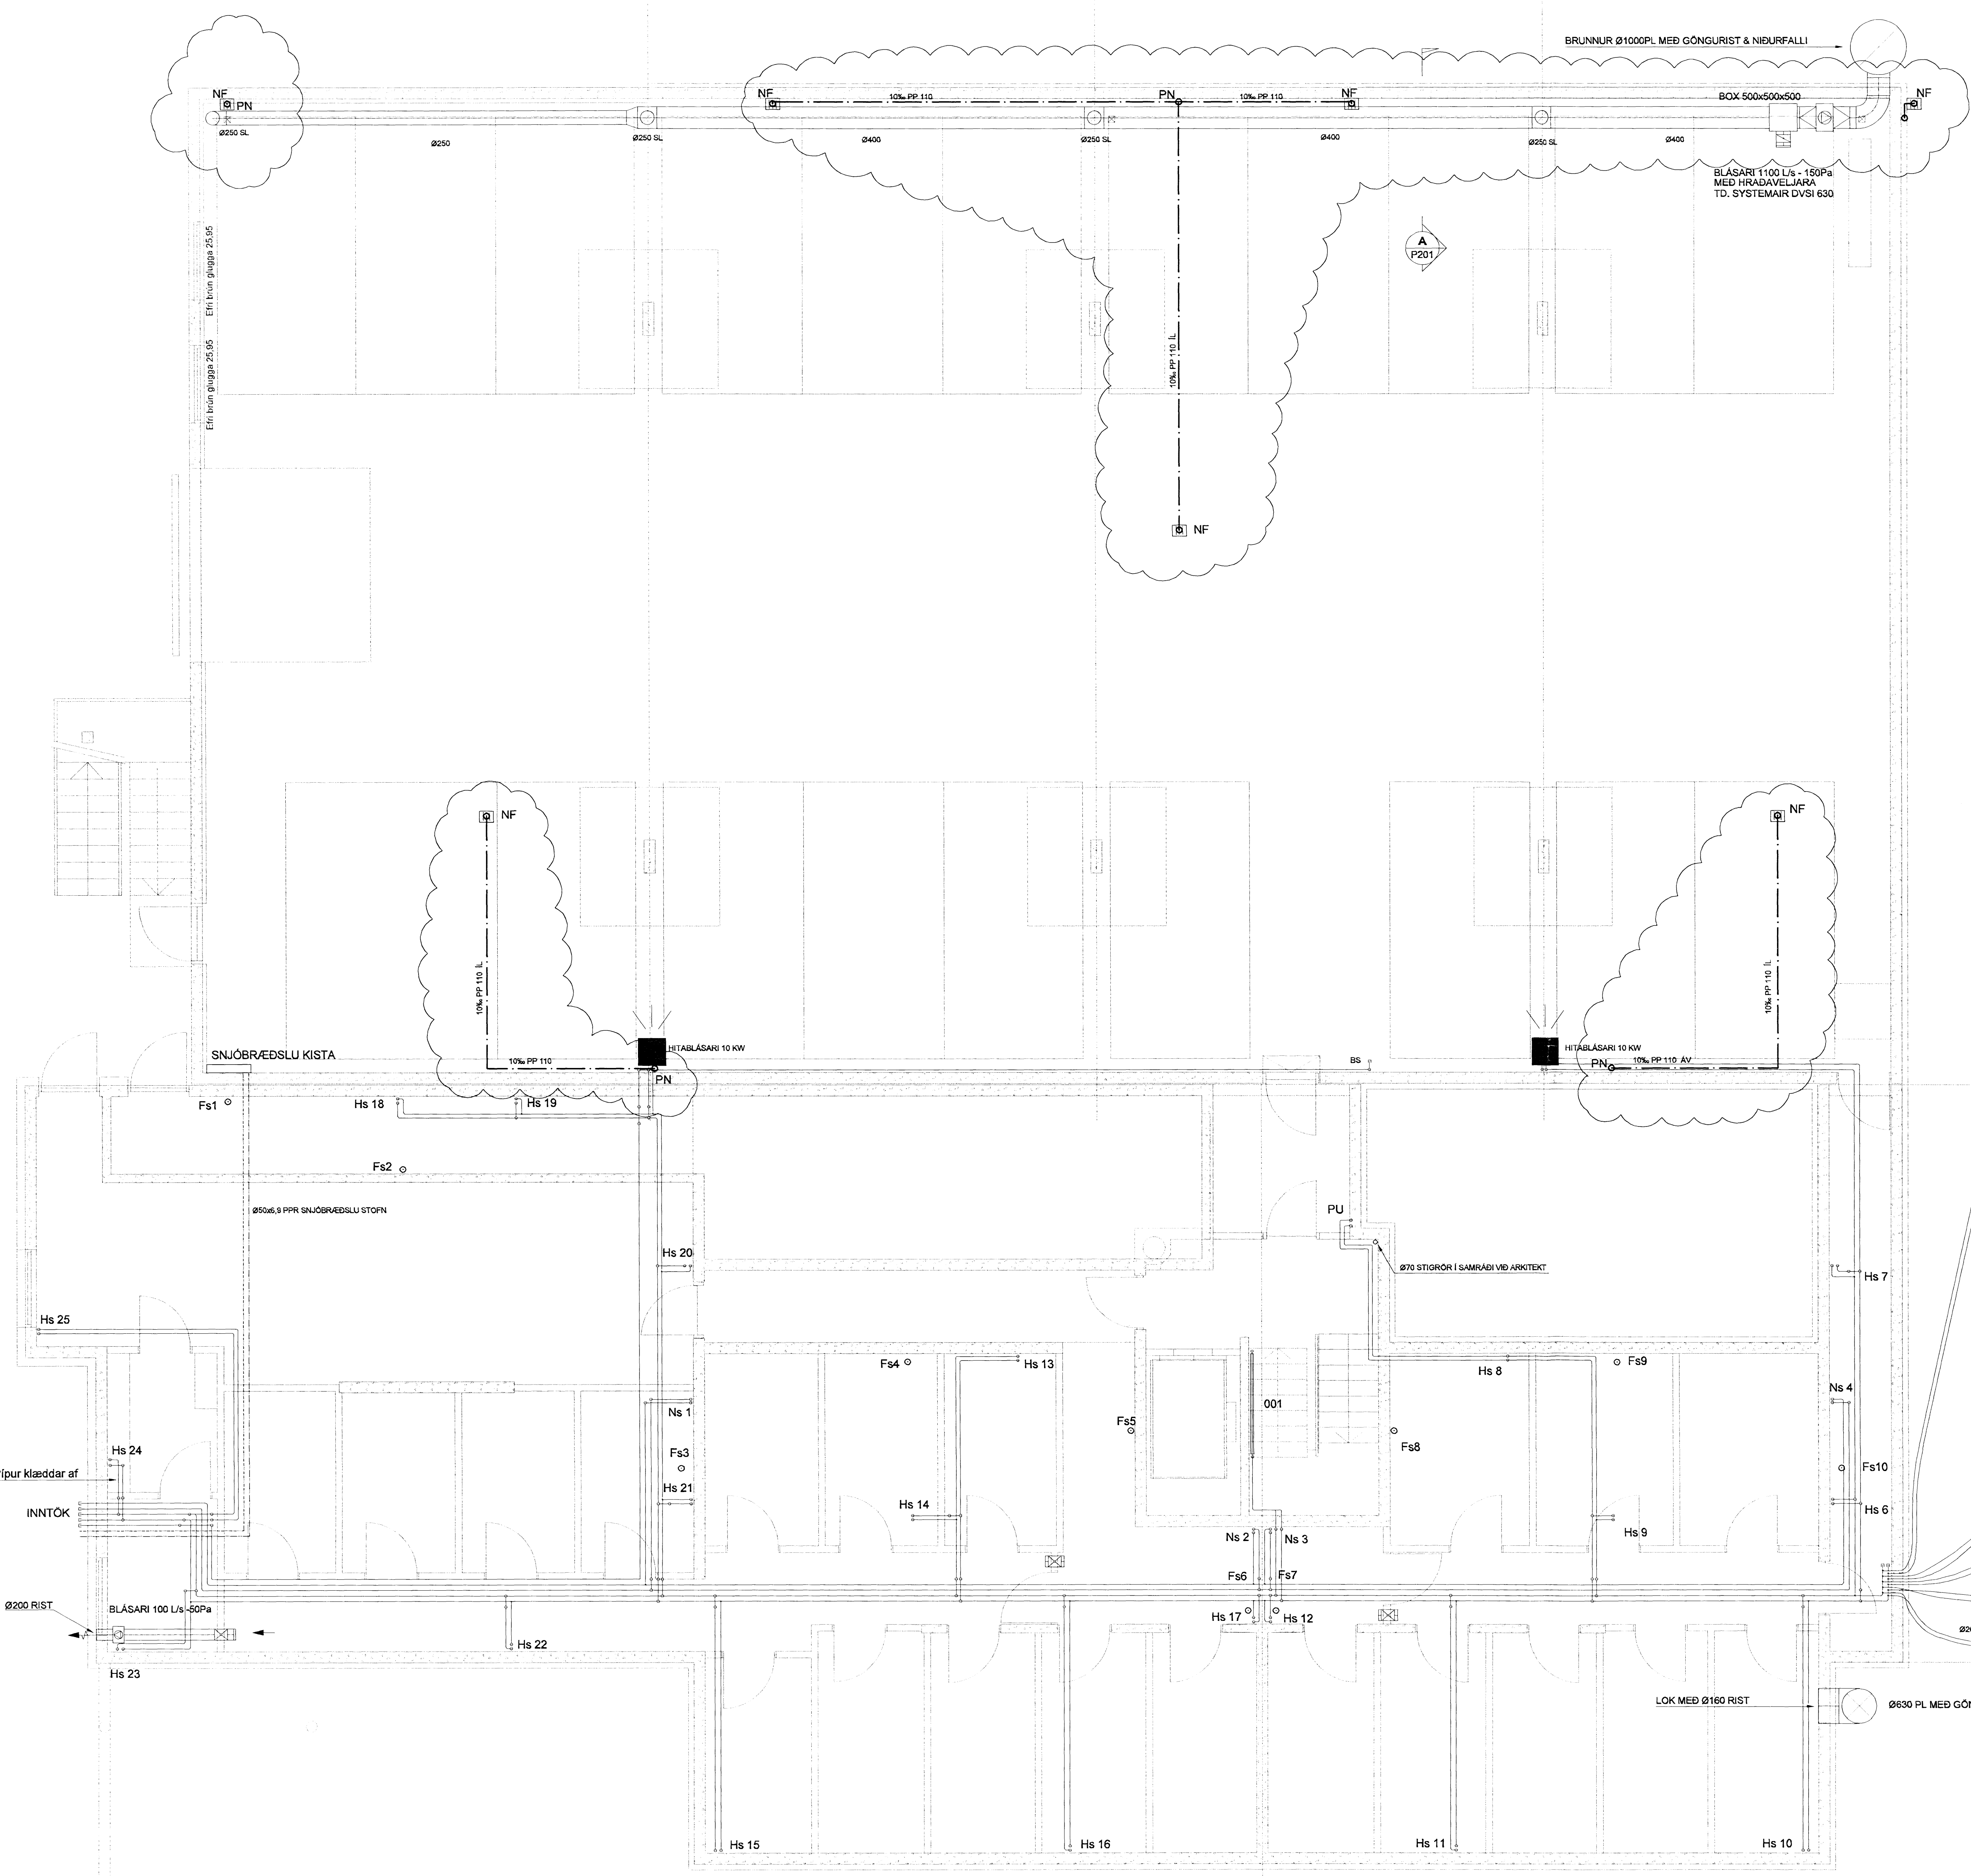 BRUNNUR Ø1000PL MEÐ GÖNGURIST & NIÐURFALLI
NF
PN
NF
10‰ PP 110
PN
10‰ PP 110
NF
BOX 500x500x500
NF
Ø250 SL
Ø250
Ø250 SL
Ø400
Ø250 SL
Ø400
Ø250 SL
Ø400
BLÁSARI 1100 L/s - 150Pa
MEÐ HRAÐAVELJARA
TD. SYSTEMAIR DVSI 630
Efri brún glugga 25,95
Efri brún glugga 25,95
A
P201
10‰ PP 110 ÍL
NF
NF
NF
10‰ PP 110 ÍL
10‰ PP 110 ÍL
SNJÓBRÆÐSLU KISTA
10‰ PP 110
HITABLÁSARI 10 KW
PN
BS
HITABLÁSARI 10 KW
PN
10‰ PP 110 ÁV
Fs1
Hs 18
Hs 19
Fs2
Ø50x6,9 PPR SNJÓBRÆÐSLU STOFN
PU
Hs 20
Ø70 STIGRÖR Í SAMRÁÐI VIÐ ARKITEKT
Hs 7
Hs 25
Fs4
Hs 13
Hs 8
Fs9
Ns 1
001
Ns 4
Fs5
Fs8
Hs 24
Fs3
Fs10
ípur klæddar af
Hs 21
INNTÖK
Hs 14
Hs 6
Ns 2
Ns 3
Hs 9
Fs6
Fs7
Ø200 RIST
BLÁSARI 100 L/s -50Pa
Hs 17
Hs 12
Hs 22
Ø20
Hs 23
LOK MEÐ Ø160 RIST
Ø630 PL MEÐ GÖN
Hs 15
Hs 16
Hs 11
Hs 10